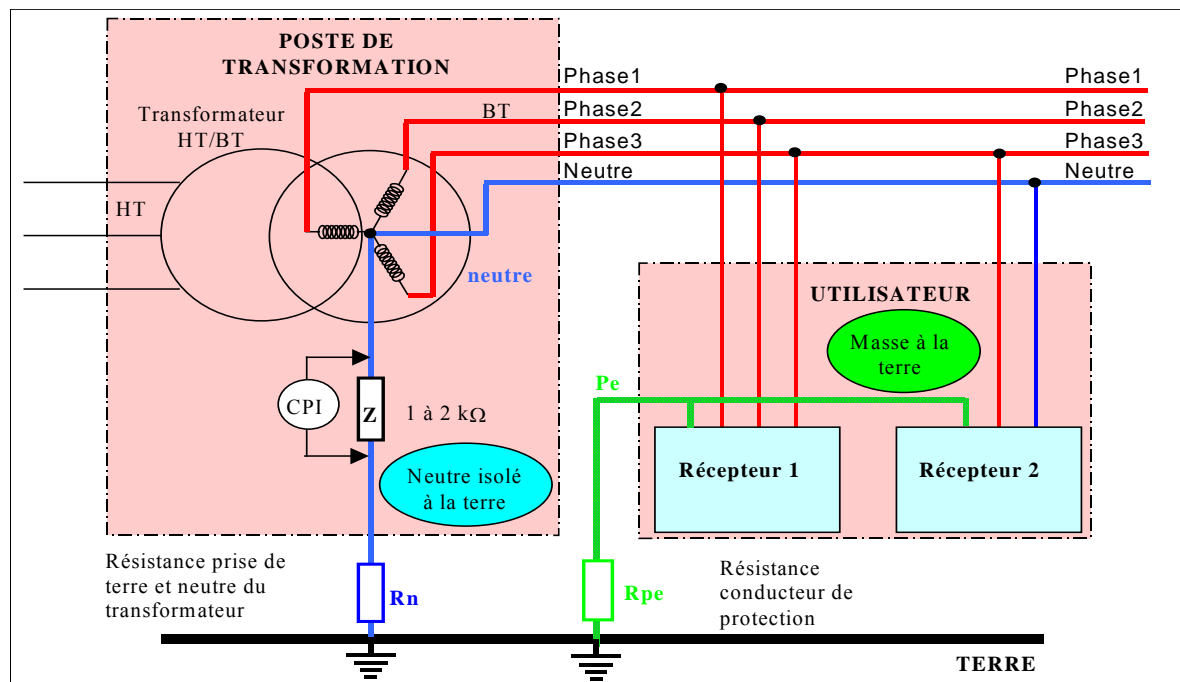 POSTE DE
TRANSFORMATION
Transformateur
HT/BT
BT
HT
neutre
Phase1
Phase2
Phase3
Neutre
Phase1
Phase2
Phase3
Neutre
UTILISATEUR
Masse à la
terre
Pe
CPI
Z
1 à 2 kΩ
Neutre isolé
à la terre
Récepteur 1
Récepteur 2
Résistance prise de
terre et neutre du
transformateur
Rn
Rpe
Résistance
conducteur de
protection
TERRE